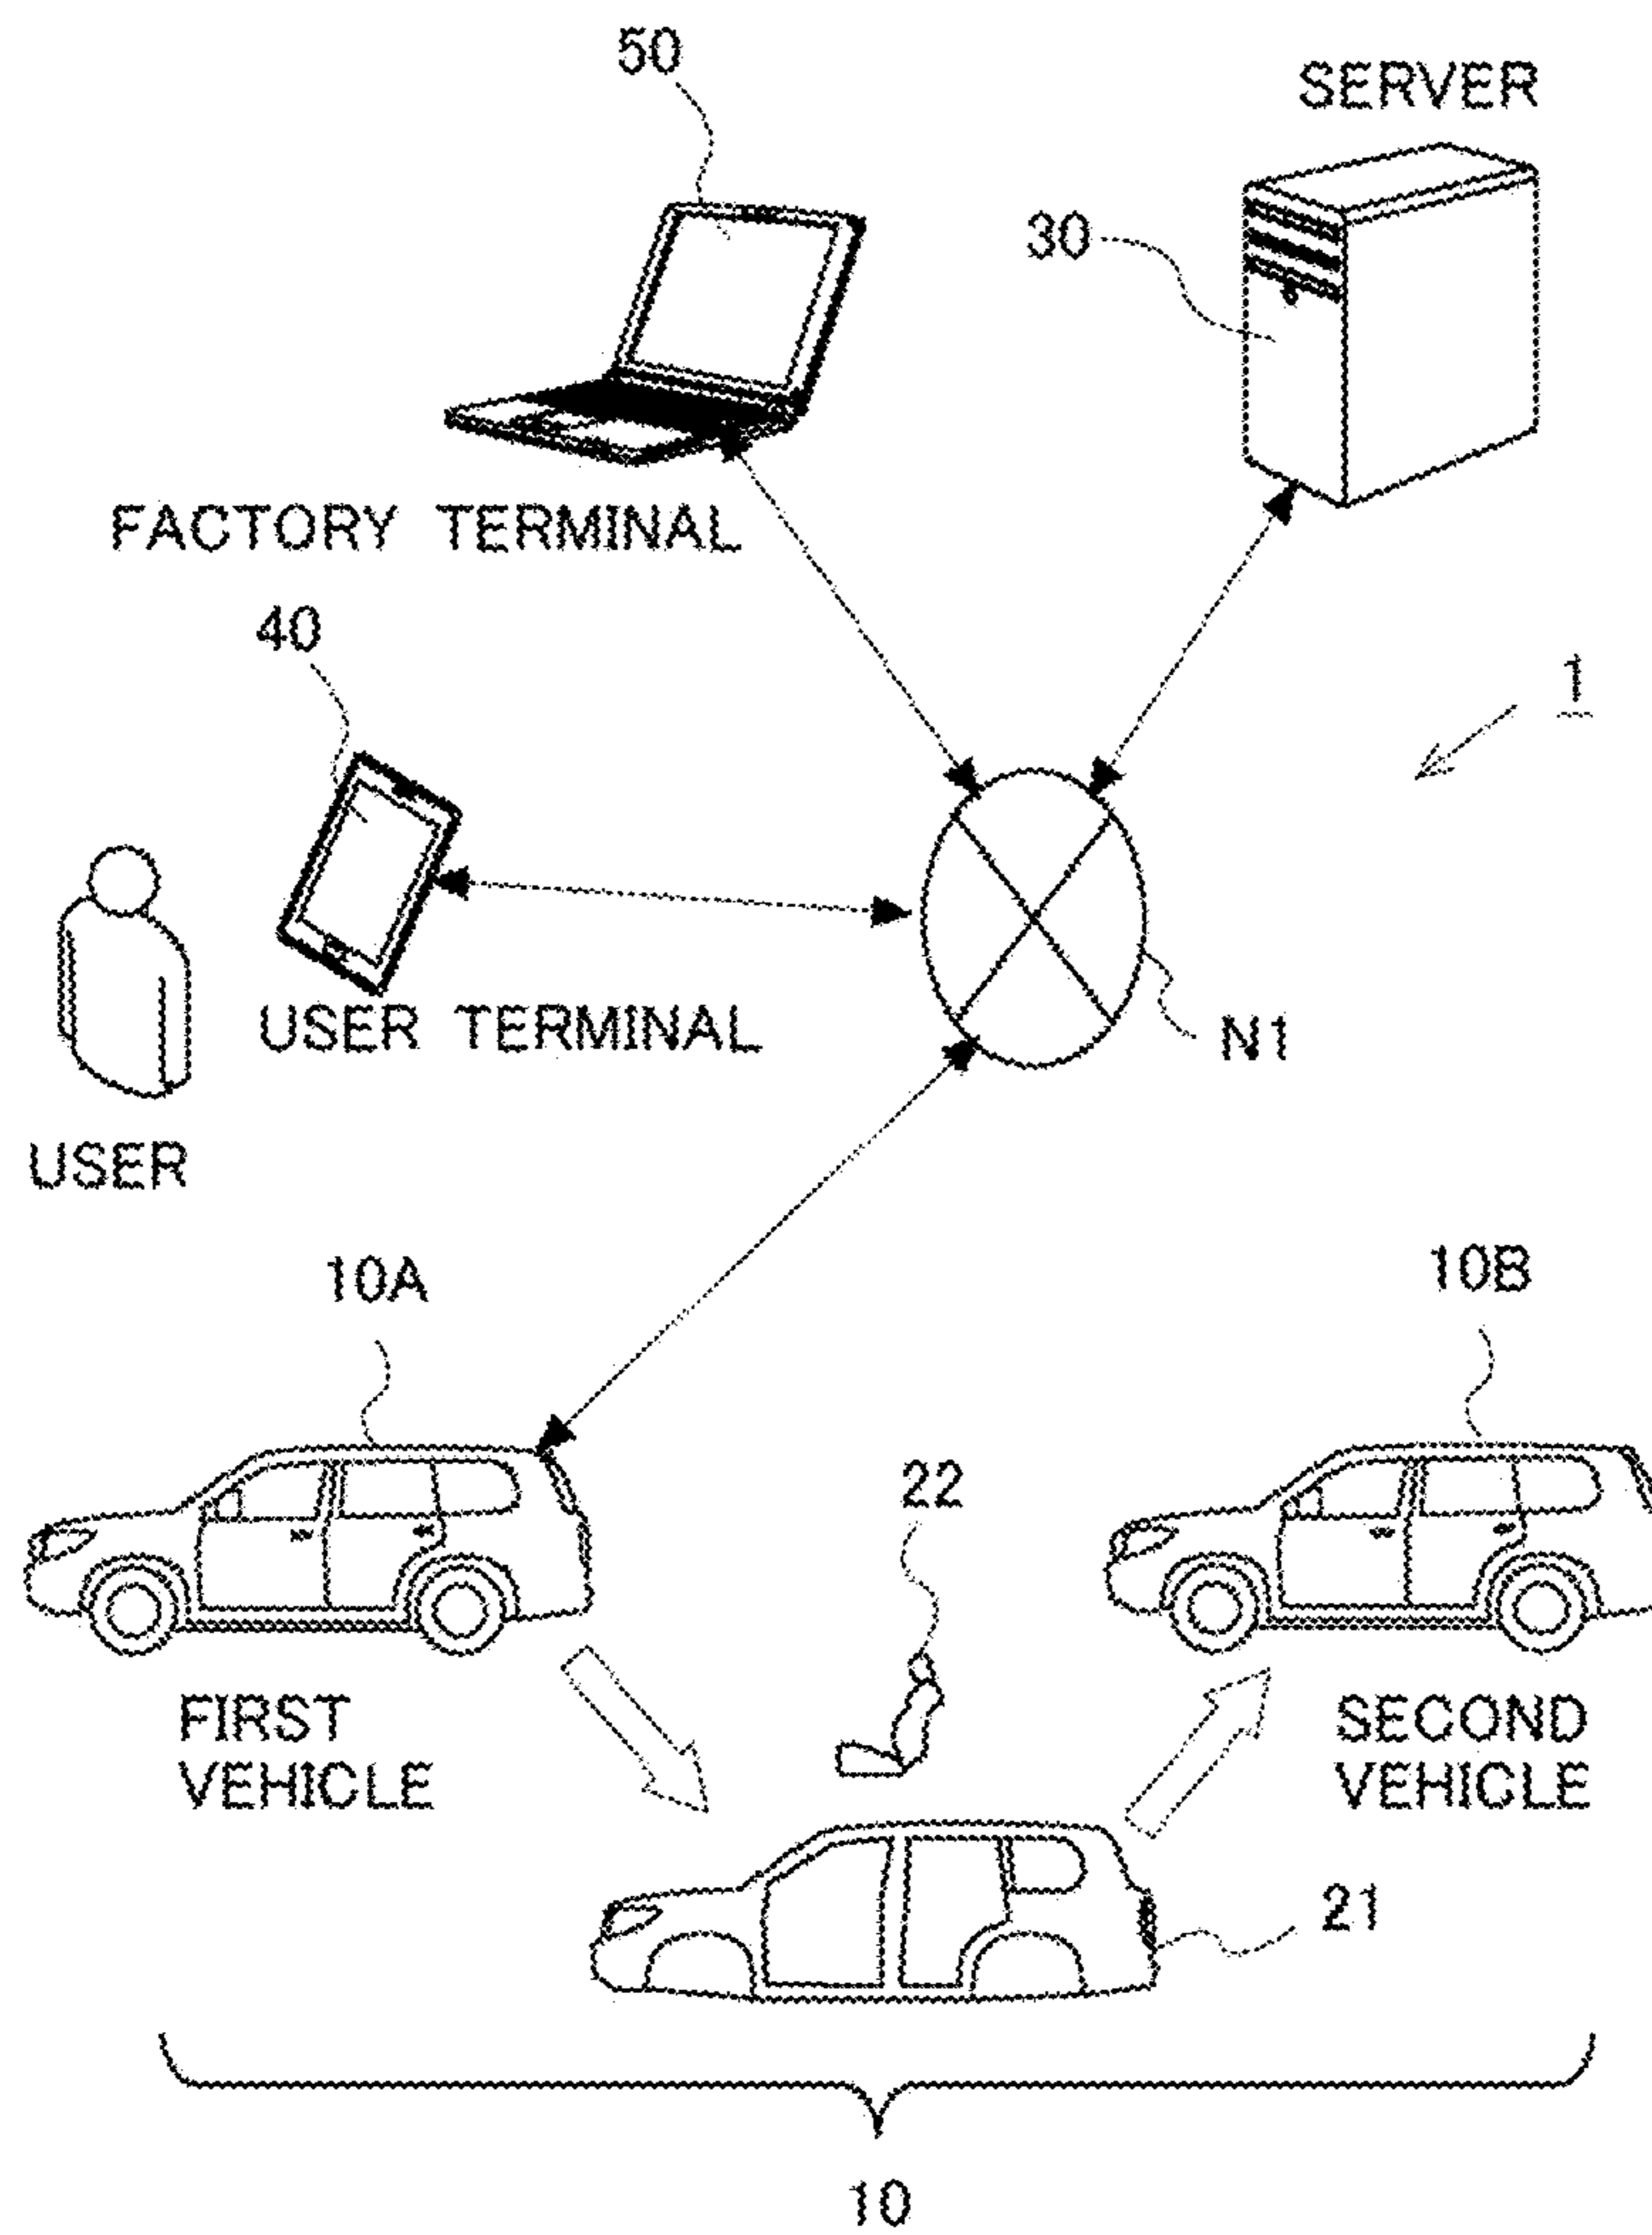 50
SERVER
30
FACTORY TERMINAL
40
1
USER TERMINAL
N1
USER
10A
10B
22
FIRST
VEHICLE
SECOND
VEHICLE
21
10